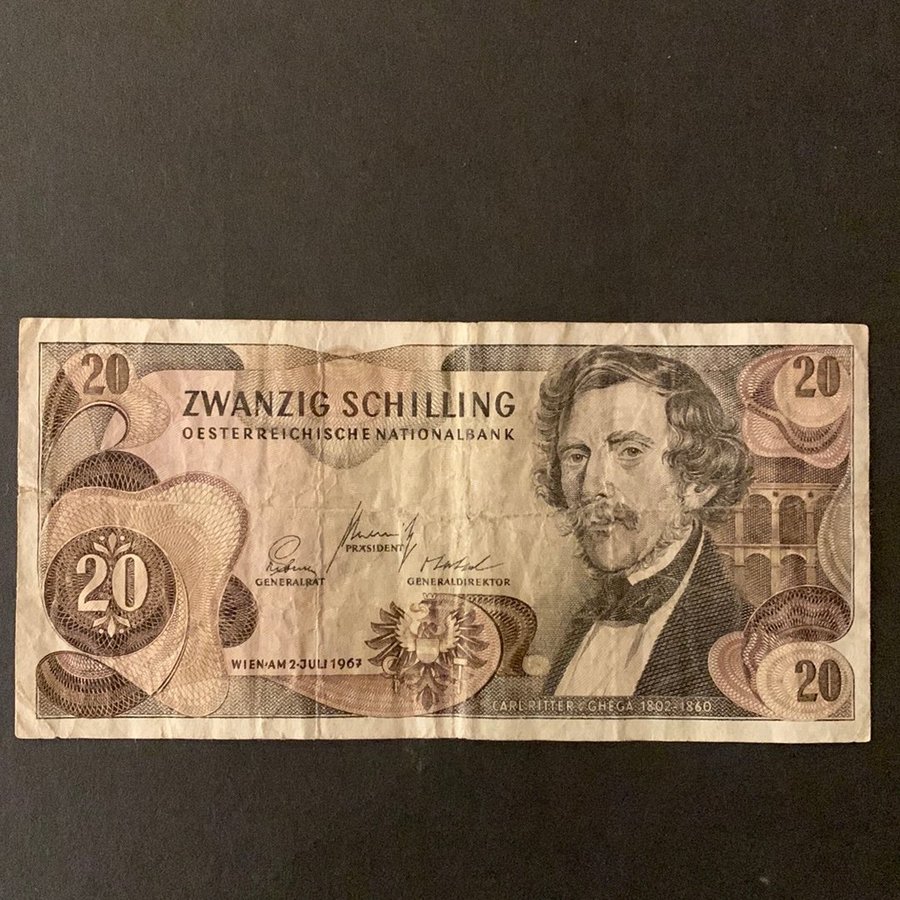 20
ZWANZIG SCHILLING
20
OESTERREICHISCHE NATIONALBANK
PRÄSIDENT
GENERALRAT
GENERALDIREKTOR
20
WIEN·AM 2·JULI 1967
20
CARL RITTER v GHEGA 1802-1860